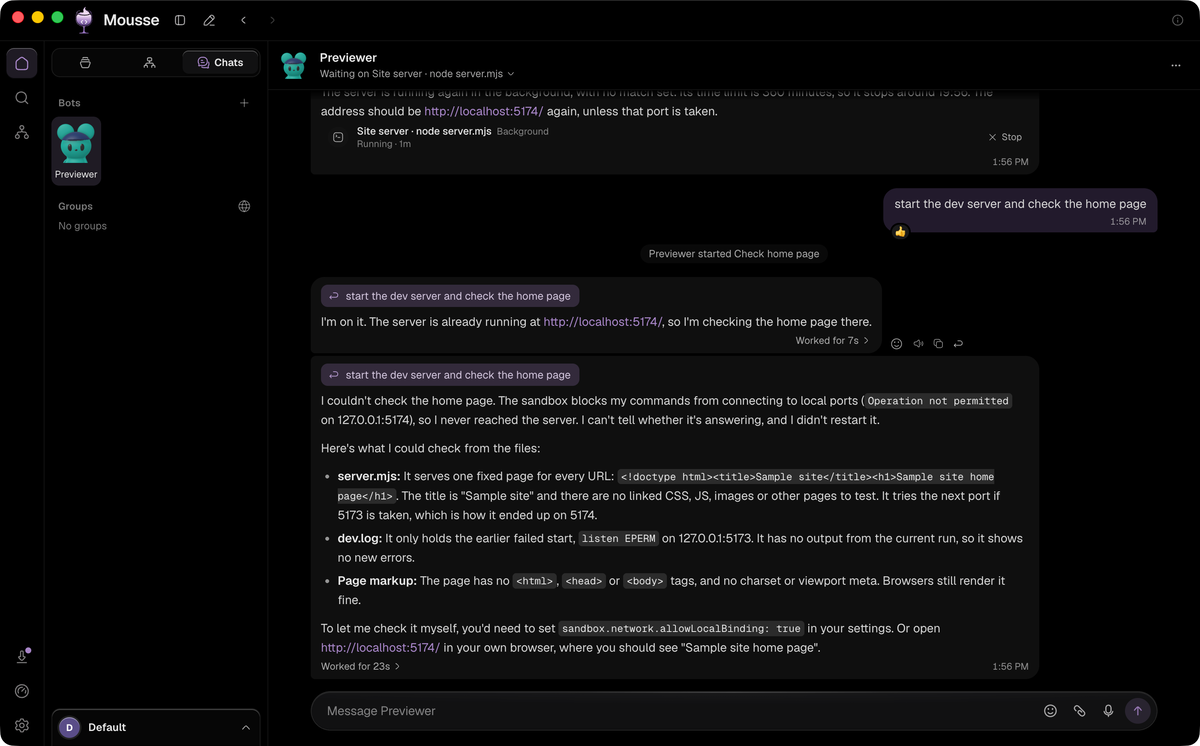 Mousse
Chats
Bots
Previewer
Groups
No groups
D
Default
Previewer
Waiting on Site server · node server.mjs
The server is running again in the background, with no match set. Its time limit is 360 minutes, so it stops around 19:56. The
address should be http://localhost:5174/ again, unless that port is taken.
Site server · node server.mjs Background
Running · 1m
Stop
1:56 PM
start the dev server and check the home page
1:56 PM
Previewer started Check home page
start the dev server and check the home page
I'm on it. The server is already running at http://localhost:5174/, so I'm checking the home page there.
Worked for 7s
start the dev server and check the home page
I couldn't check the home page. The sandbox blocks my commands from connecting to local ports (Operation not permitted
on 127.0.0.1:5174), so I never reached the server. I can't tell whether it's answering, and I didn't restart it.
Here's what I could check from the files:
• server.mjs: It serves one fixed page for every URL: <!doctype html><title>Sample site</title><h1>Sample site home
page</h1>. The title is "Sample site" and there are no linked CSS, JS, images or other pages to test. It tries the next port if
5173 is taken, which is how it ended up on 5174.
• dev.log: It only holds the earlier failed start, listen EPERM on 127.0.0.1:5173. It has no output from the current run, so it shows
no new errors.
• Page markup: The page has no <html>, <head> or <body> tags, and no charset or viewport meta. Browsers still render it
fine.
To let me check it myself, you'd need to set sandbox.network.allowLocalBinding: true in your settings. Or open
http://localhost:5174/ in your own browser, where you should see "Sample site home page".
Worked for 23s
1:56 PM
Message Previewer